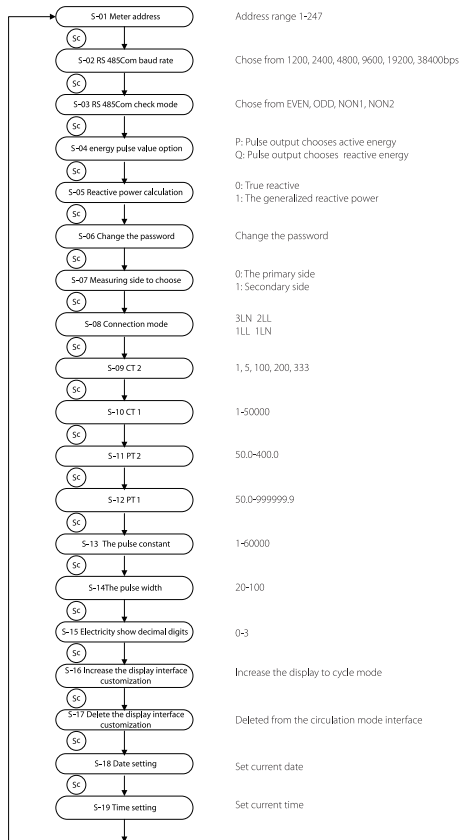 S-01 Meter address
Address range 1-247
Sc
S-02 RS 485Com baud rate
Chose from 1200, 2400, 4800, 9600, 19200, 38400bps
Sc
S-03 RS 485Com check mode
Chose from EVEN, ODD, NON1, NON2
Sc
S-04 energy pulse value option
P: Pulse output chooses active energy
Q: Pulse output chooses reactive energy
Sc
S-05 Reactive power calculation
0: True reactive
1: The generalized reactive power
Sc
S-06 Change the password
Change the password
Sc
S-07 Measuring side to choose
0: The primary side
1: Secondary side
Sc
S-08 Connection mode
3LN 2LL
1LL 1LN
Sc
S-09 CT 2
1, 5, 100, 200, 333
Sc
S-10 CT 1
1-50000
Sc
S-11 PT 2
50.0-400.0
Sc
S-12 PT 1
50.0-999999.9
Sc
S-13 The pulse constant
1-60000
Sc
S-14The pulse width
20-100
Sc
S-15 Electricity show decimal digits
0-3
Sc
S-16 Increase the display interface
customization
Increase the display to cycle mode
Sc
S-17 Delete the display interface
customization
Deleted from the circulation mode interface
Sc
S-18 Date setting
Set current date
Sc
S-19 Time setting
Set current time